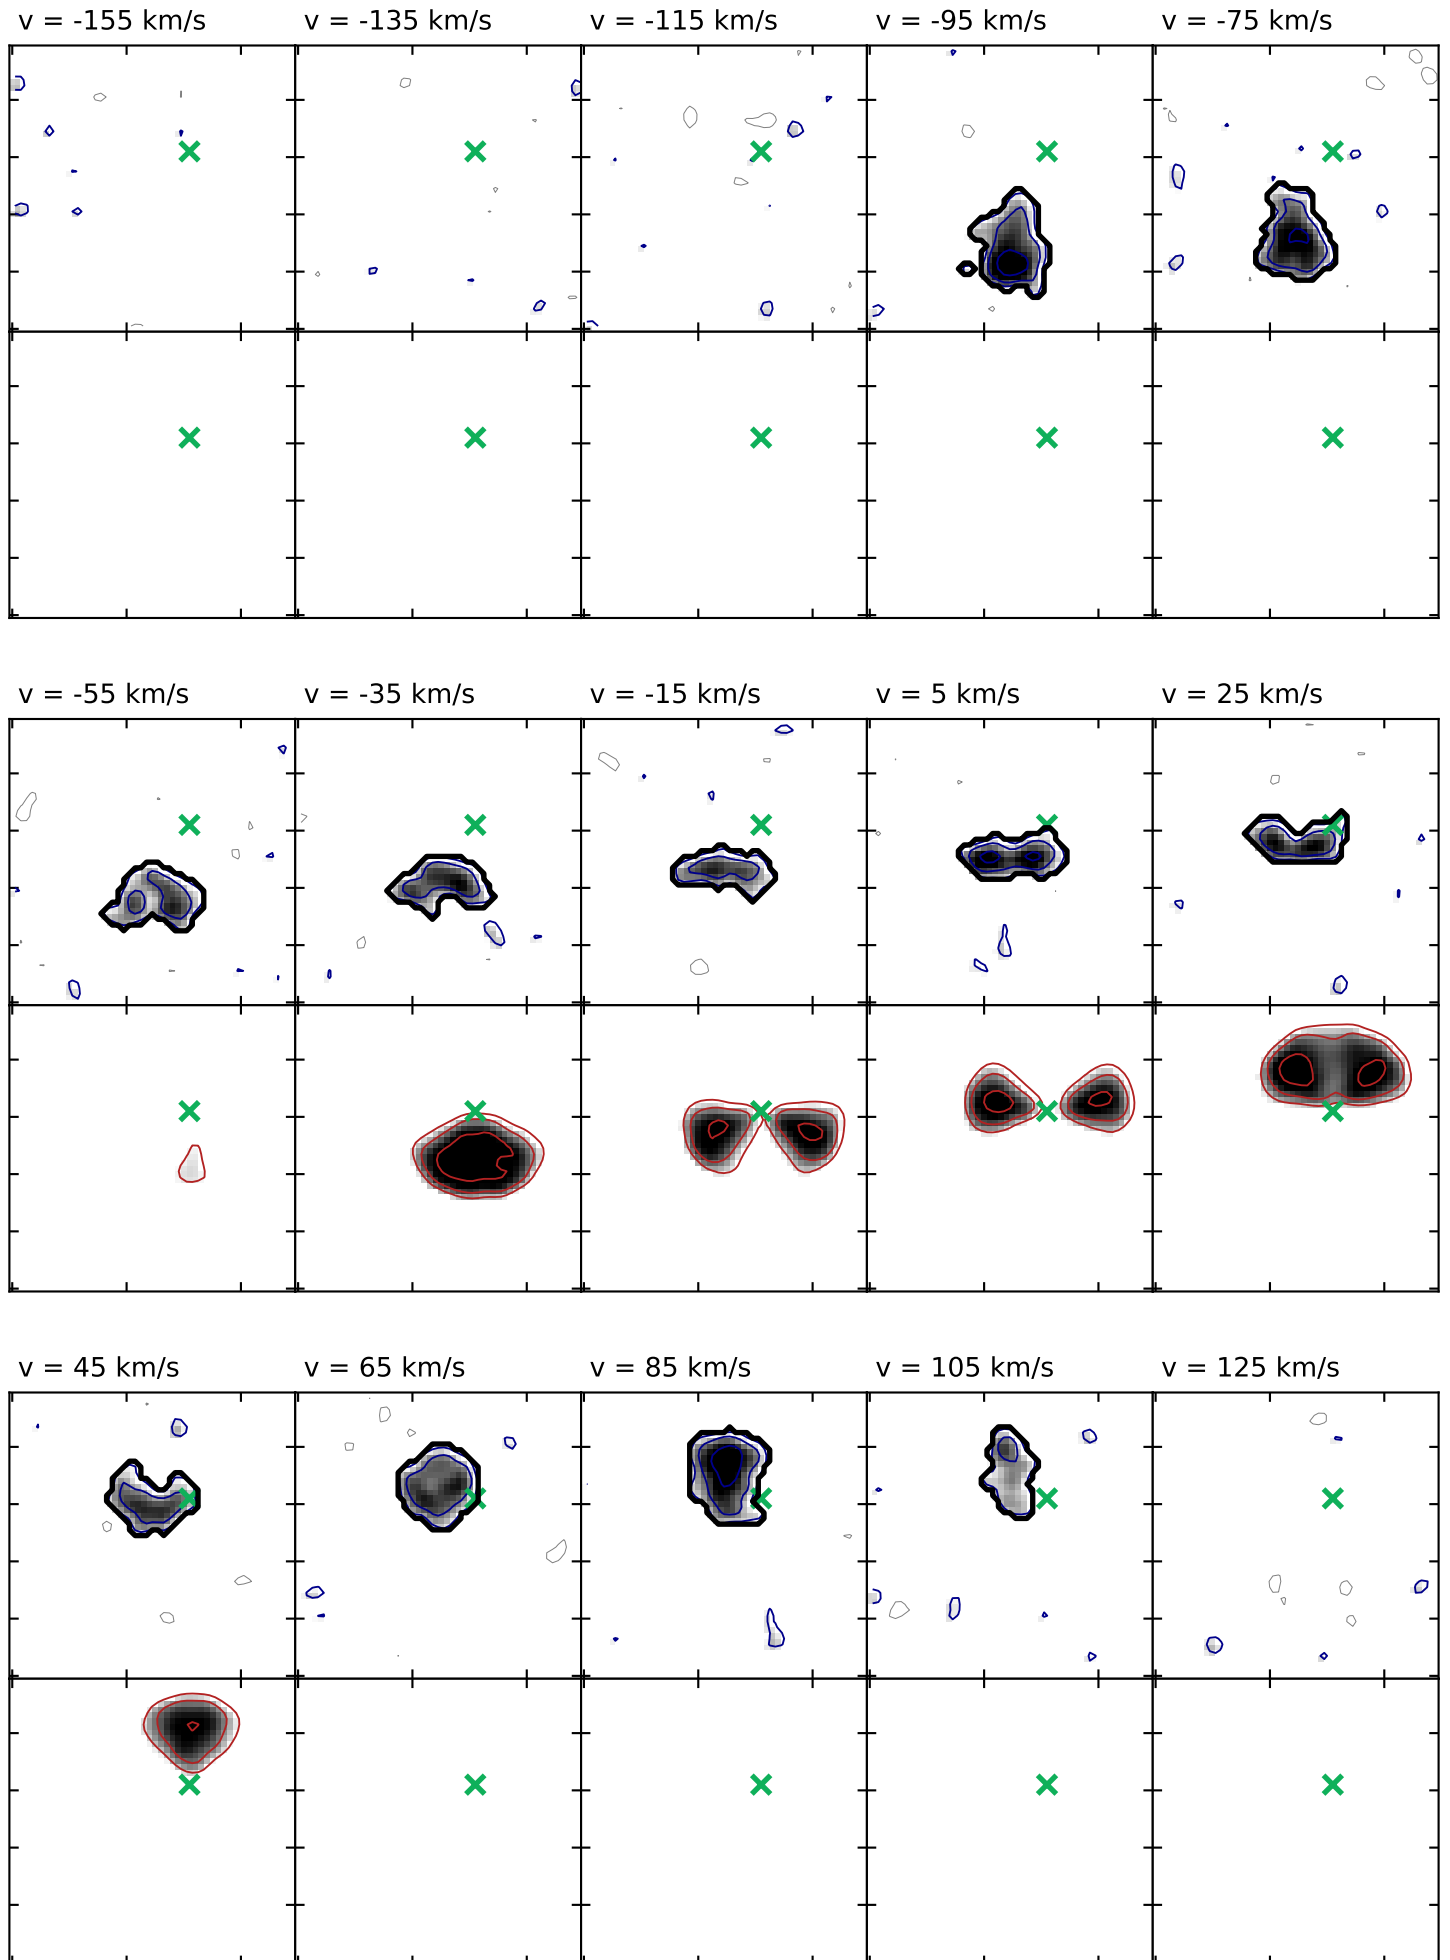 v = -155 km/s v = -135 km/s v = -115 km/s v = -95 km/s v = -75 km/s
v = -55 km/s v = -35 km/s v = -15 km/s v = 5 km/s v = 25 km/s
v = 45 km/s v = 65 km/s v = 85 km/s v = 105 km/s v = 125 km/s